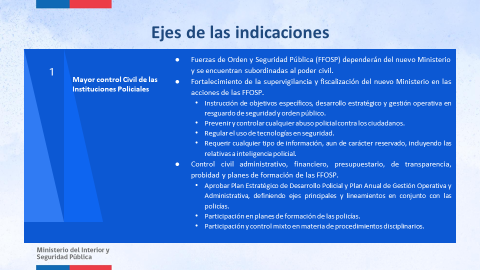 Ejes de las indicaciones
1
Mayor control Civil de las
Instituciones Policiales
● Fuerzas de Orden y Seguridad Pública (FFOSP) dependerán del nuevo Ministerio
y se encuentran subordinadas al poder civil.
● Fortalecimiento de la supervigilancia y fiscalización del nuevo Ministerio en las
acciones de las FFOSP.
• Instrucción de objetivos específicos, desarrollo estratégico y gestión operativa en
resguardo de seguridad y orden público.
• Prevenir y controlar cualquier abuso policial contra los ciudadanos.
• Regular el uso de tecnologías en seguridad.
• Requerir cualquier tipo de información, aun de carácter reservado, incluyendo las
relativas a inteligencia policial.
● Control civil administrativo, financiero, presupuestario, de transparencia,
probidad y planes de formación de las FFOSP.
• Aprobar Plan Estratégico de Desarrollo Policial y Plan Anual de Gestión Operativa y
Administrativa, definiendo ejes principales y lineamientos en conjunto con las
policías.
• Participación en planes de formación de las policías.
• Participación y control mixto en materia de procedimientos disciplinarios.
Ministerio del Interior y
Seguridad Pública